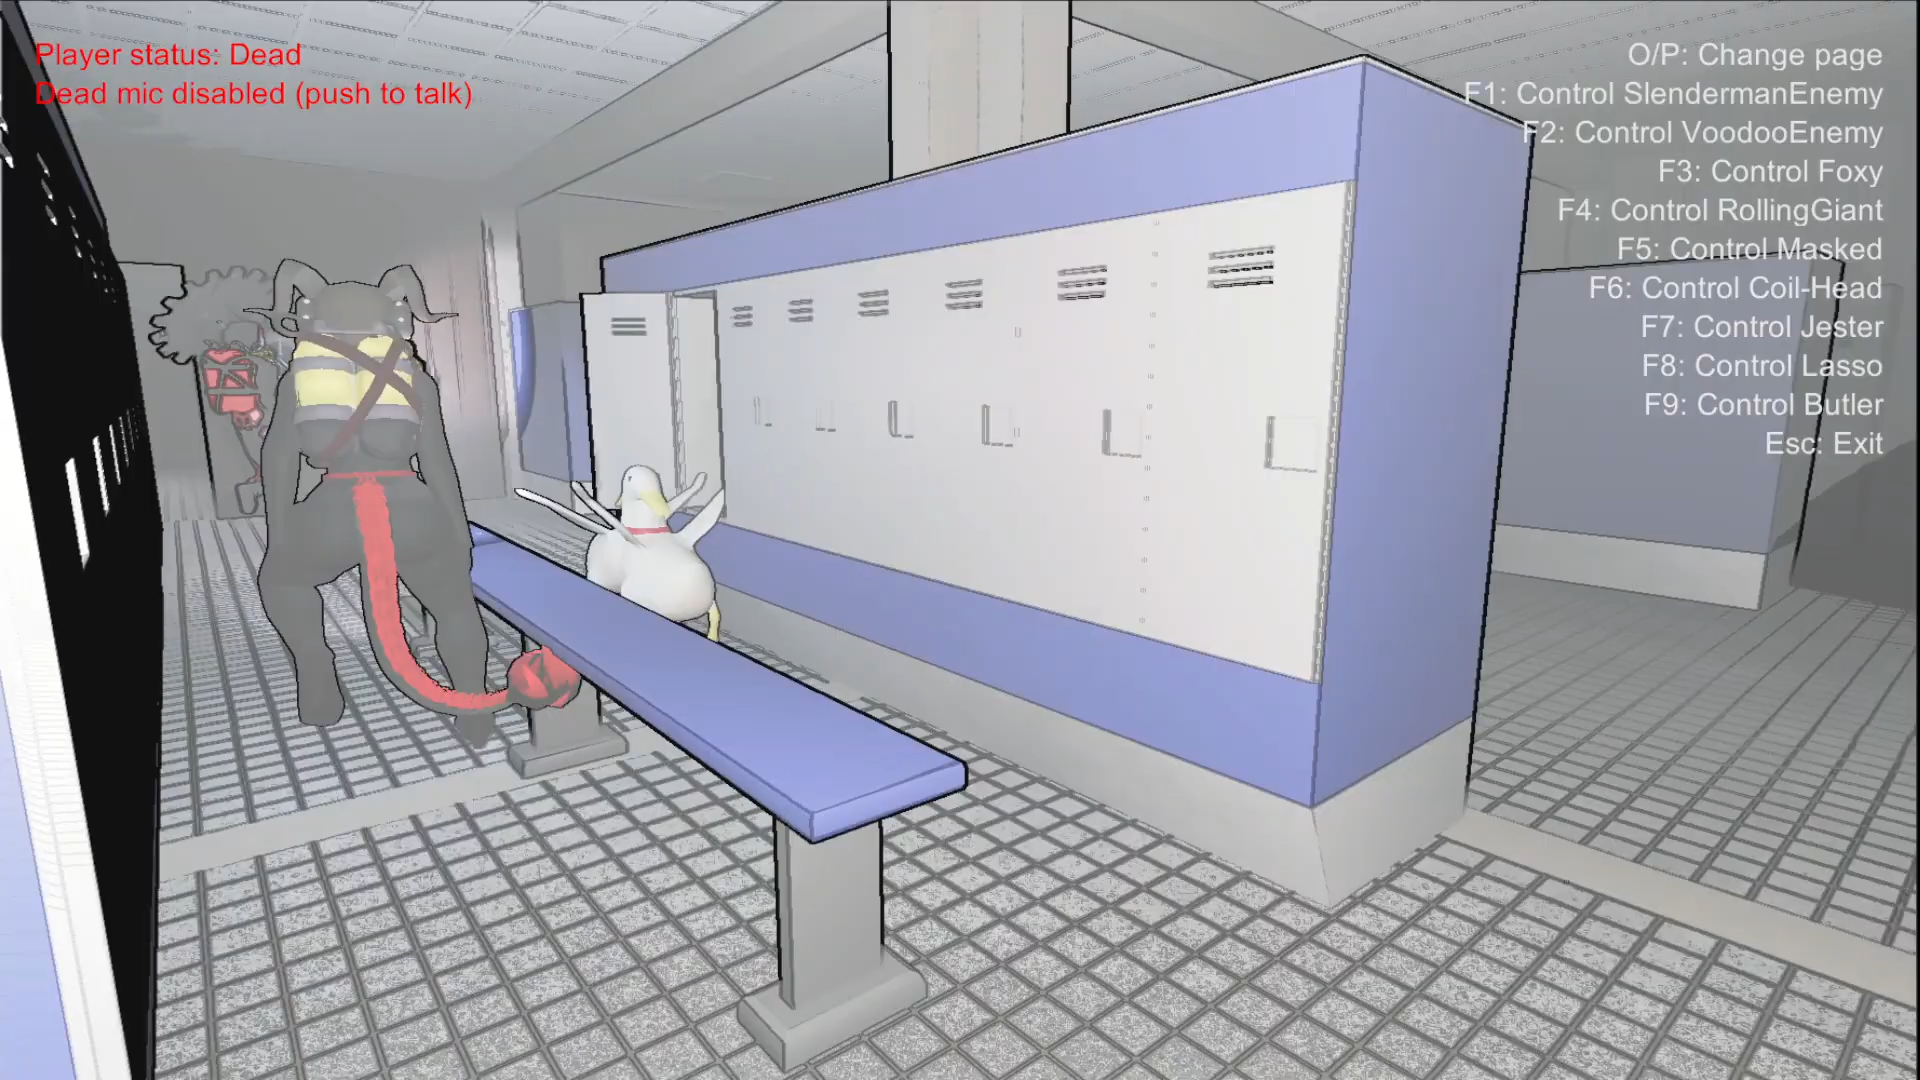 Player status: Dead
Dead mic disabled (push to talk)
O/P: Change page
F1: Control SlendermanEnemy
F2: Control VoodooEnemy
F3: Control Foxy
F4: Control RollingGiant
F5: Control Masked
F6: Control Coil-Head
F7: Control Jester
F8: Control Lasso
F9: Control Butler
Esc: Exit